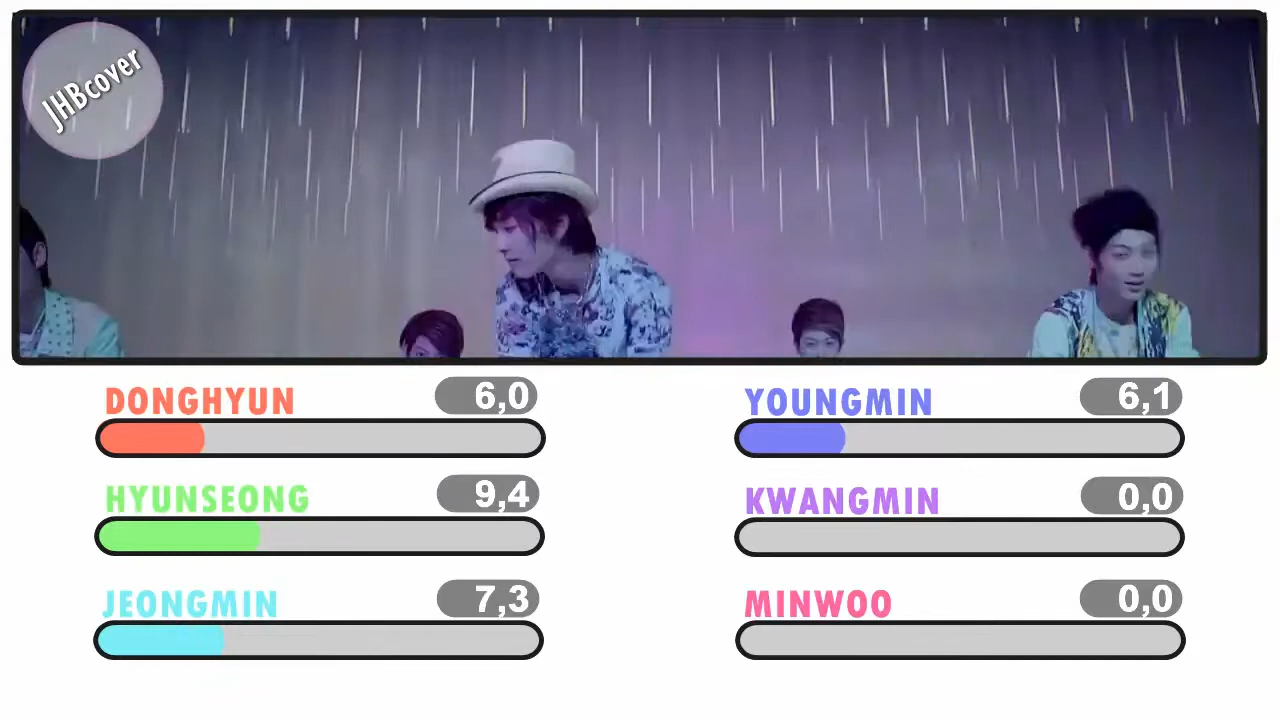 JHBcover
DONGHYUN 6,0
YOUNGMIN 6,1
HYUNSEONG 9,4
KWANGMIN 0,0
JEONGMIN 7,3
MINWOO 0,0